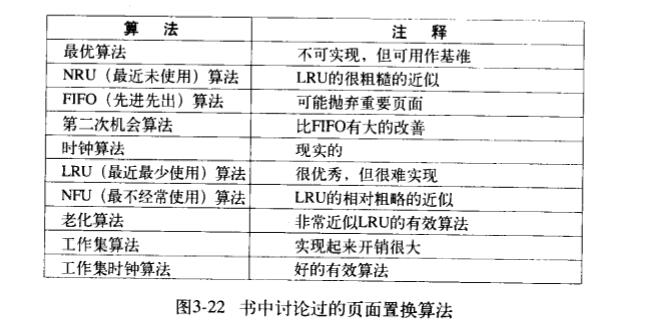 算 法 注 释
最优算法 不可实现，但可用作基准
NRU（最近未使用）算法 LRU的很粗糙的近似
FIFO（先进先出）算法 可能抛弃重要页面
第二次机会算法 比FIFO有大的改善
时钟算法 现实的
LRU（最近最少使用）算法 很优秀，但很难实现
NFU（最不经常使用）算法 LRU的相对粗略的近似
老化算法 非常近似LRU的有效算法
工作集算法 实现起来开销很大
工作集时钟算法 好的有效算法
图3-22 书中讨论过的页面置换算法